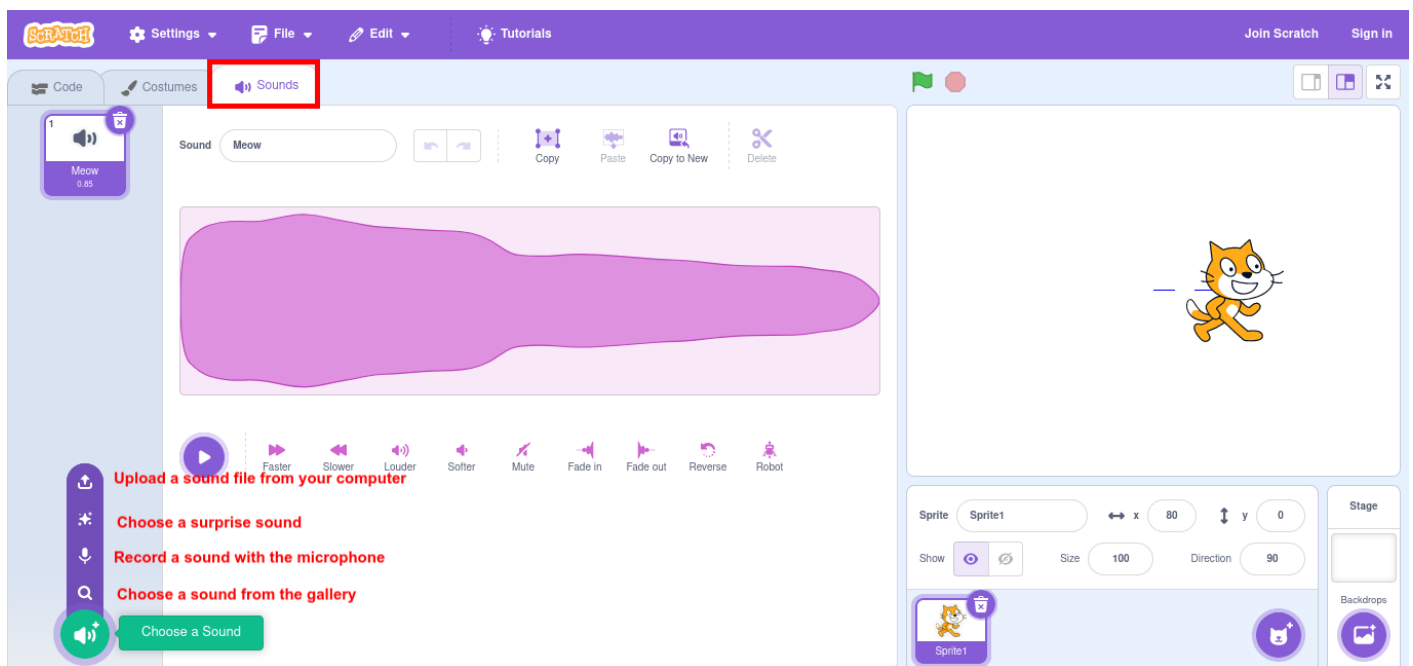 SCRATCH Settings File Edit Tutorials Join Scratch Sign in
Code Costumes Sounds
1
Meow
0.85
Sound Meow
Copy Paste Copy to New Delete
Faster Slower Louder Softer Mute Fade in Fade out Reverse Robot
Upload a sound file from your computer
Choose a surprise sound
Record a sound with the microphone
Choose a sound from the gallery
Choose a Sound
Sprite Sprite1 x 80 y 0
Show Size 100 Direction 90
Sprite1
Stage
Backdrops